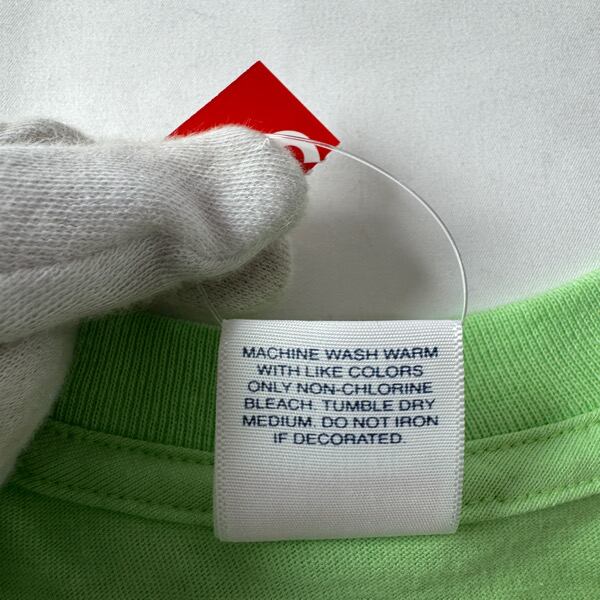 MACHINE WASH WARM
WITH LIKE COLORS
ONLY NON-CHLORINE
BLEACH. TUMBLE DRY
MEDIUM. DO NOT IRON
IF DECORATED.